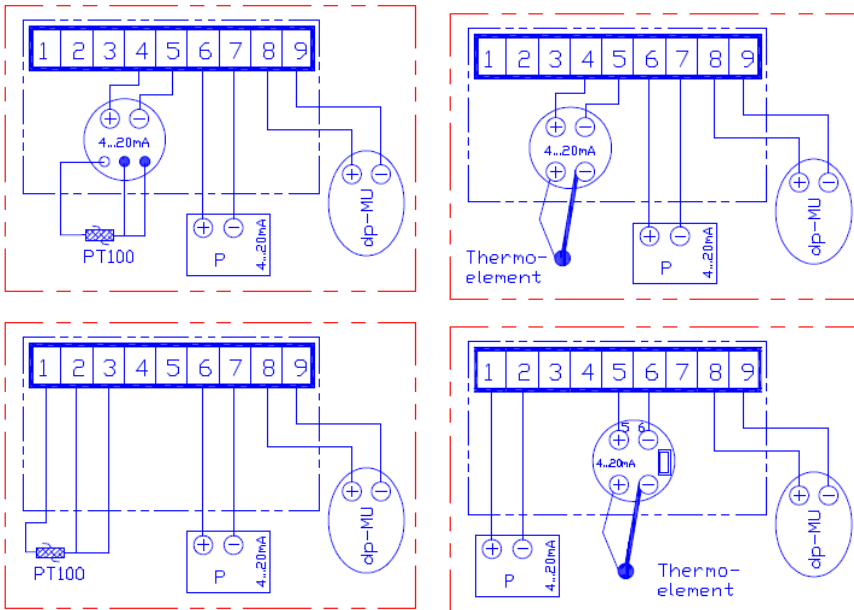 1 2 3 4 5 6 7 8 9
+ −
4...20mA
+ −
dp-MU
PT100
+ −
P
4...20mA
1 2 3 4 5 6 7 8 9
+ −
4...20mA
+ −
+ −
dp-MU
Thermo-
element
+ −
P
4...20mA
1 2 3 4 5 6 7 8 9
+ −
dp-MU
PT100
+ −
P
4...20mA
1 2 3 4 5 6 7 8 9
5 6
+ −
4...20mA
+ −
+ −
dp-MU
+ −
P
4...20mA
Thermo-
element